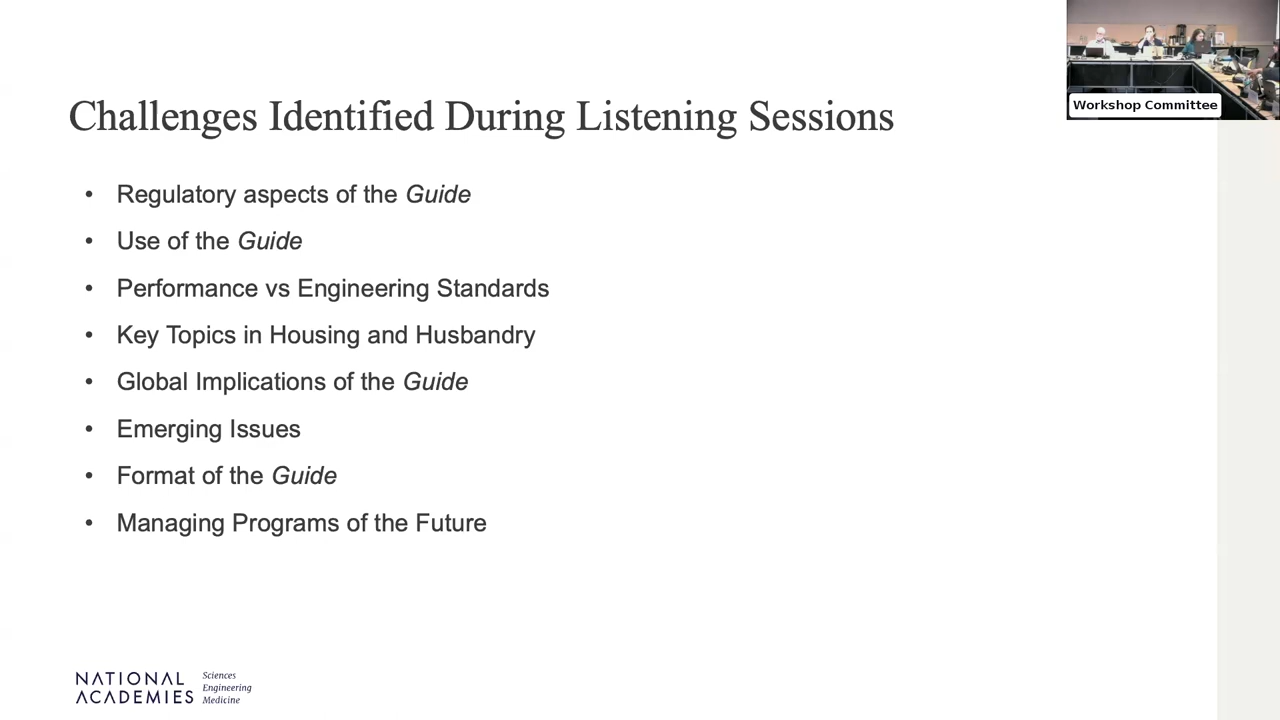 Workshop Committee
Challenges Identified During Listening Sessions
• Regulatory aspects of the Guide
• Use of the Guide
• Performance vs Engineering Standards
• Key Topics in Housing and Husbandry
• Global Implications of the Guide
• Emerging Issues
• Format of the Guide
• Managing Programs of the Future
NATIONAL
ACADEMIES
Sciences
Engineering
Medicine